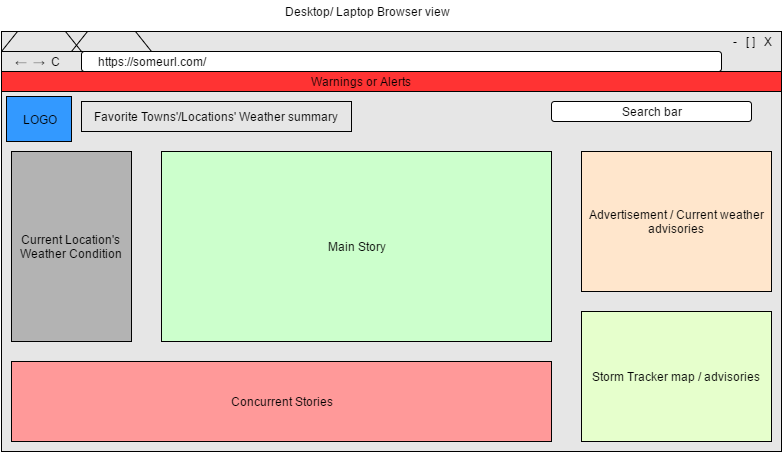 Desktop/ Laptop Browser view
- [ ] X
← → C https://someurl.com/
Warnings or Alerts
LOGO
Favorite Towns'/Locations' Weather summary
Search bar
Current Location's
Weather Condition
Main Story
Advertisement / Current weather
advisories
Storm Tracker map / advisories
Concurrent Stories